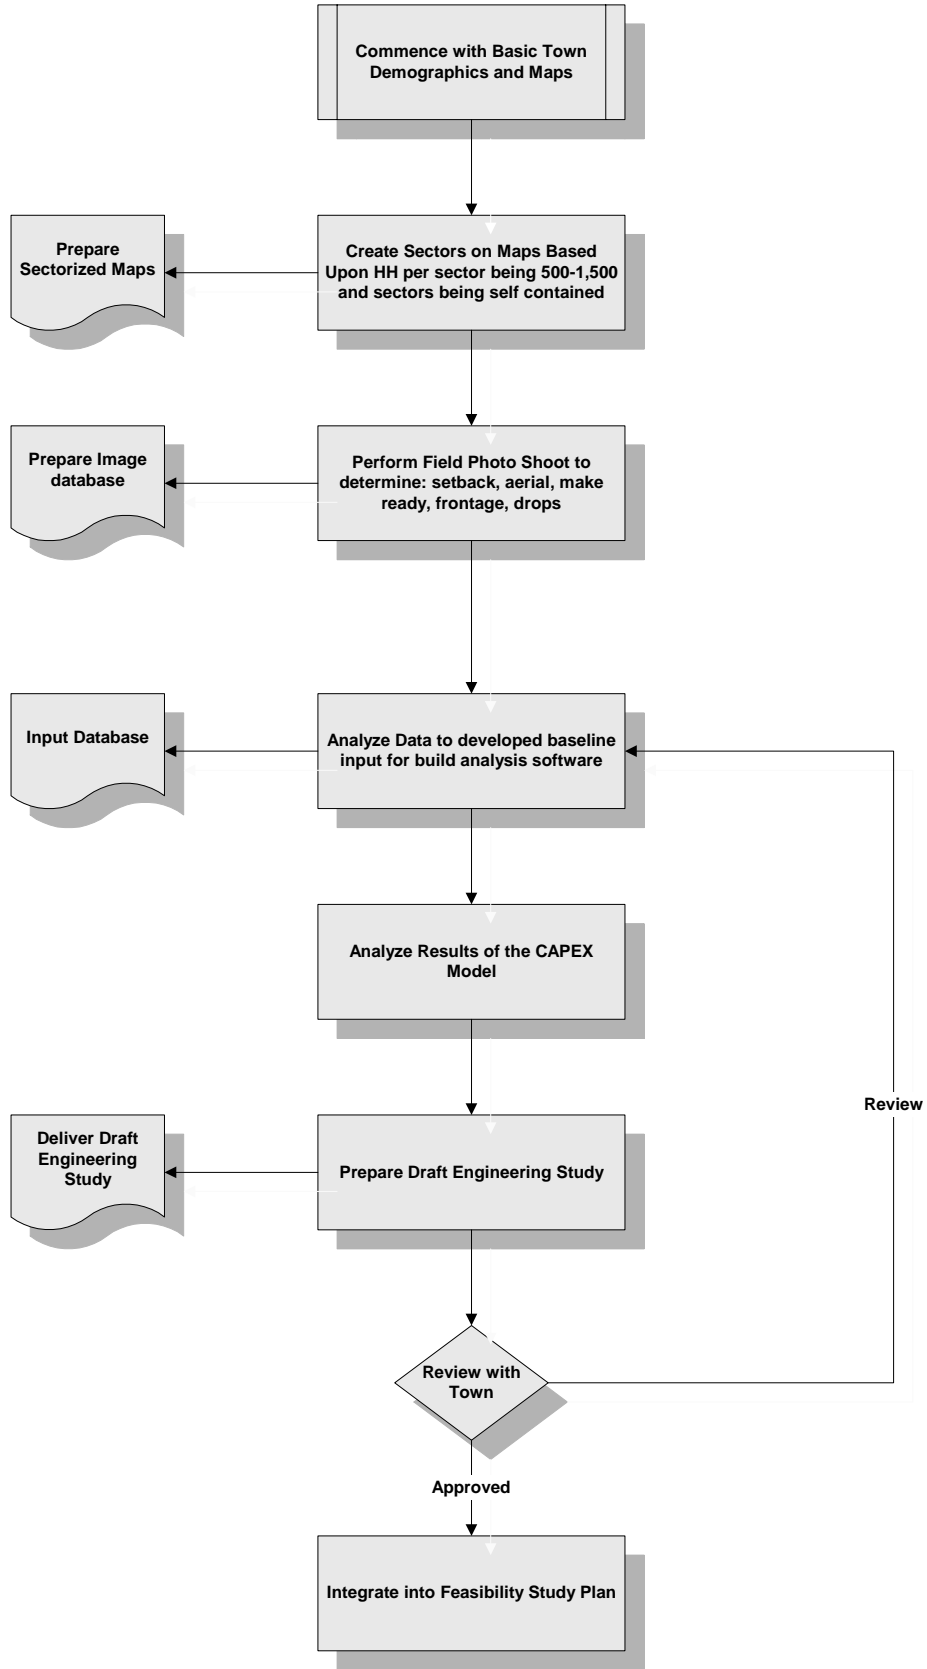 Commence with Basic Town
Demographics and Maps
Prepare
Sectorized Maps
Create Sectors on Maps Based
Upon HH per sector being 500-1,500
and sectors being self contained
Prepare Image
database
Perform Field Photo Shoot to
determine: setback, aerial, make
ready, frontage, drops
Input Database
Analyze Data to developed baseline
input for build analysis software
Analyze Results of the CAPEX
Model
Review
Deliver Draft
Engineering
Study
Prepare Draft Engineering Study
Review with
Town
Approved
Integrate into Feasibility Study Plan